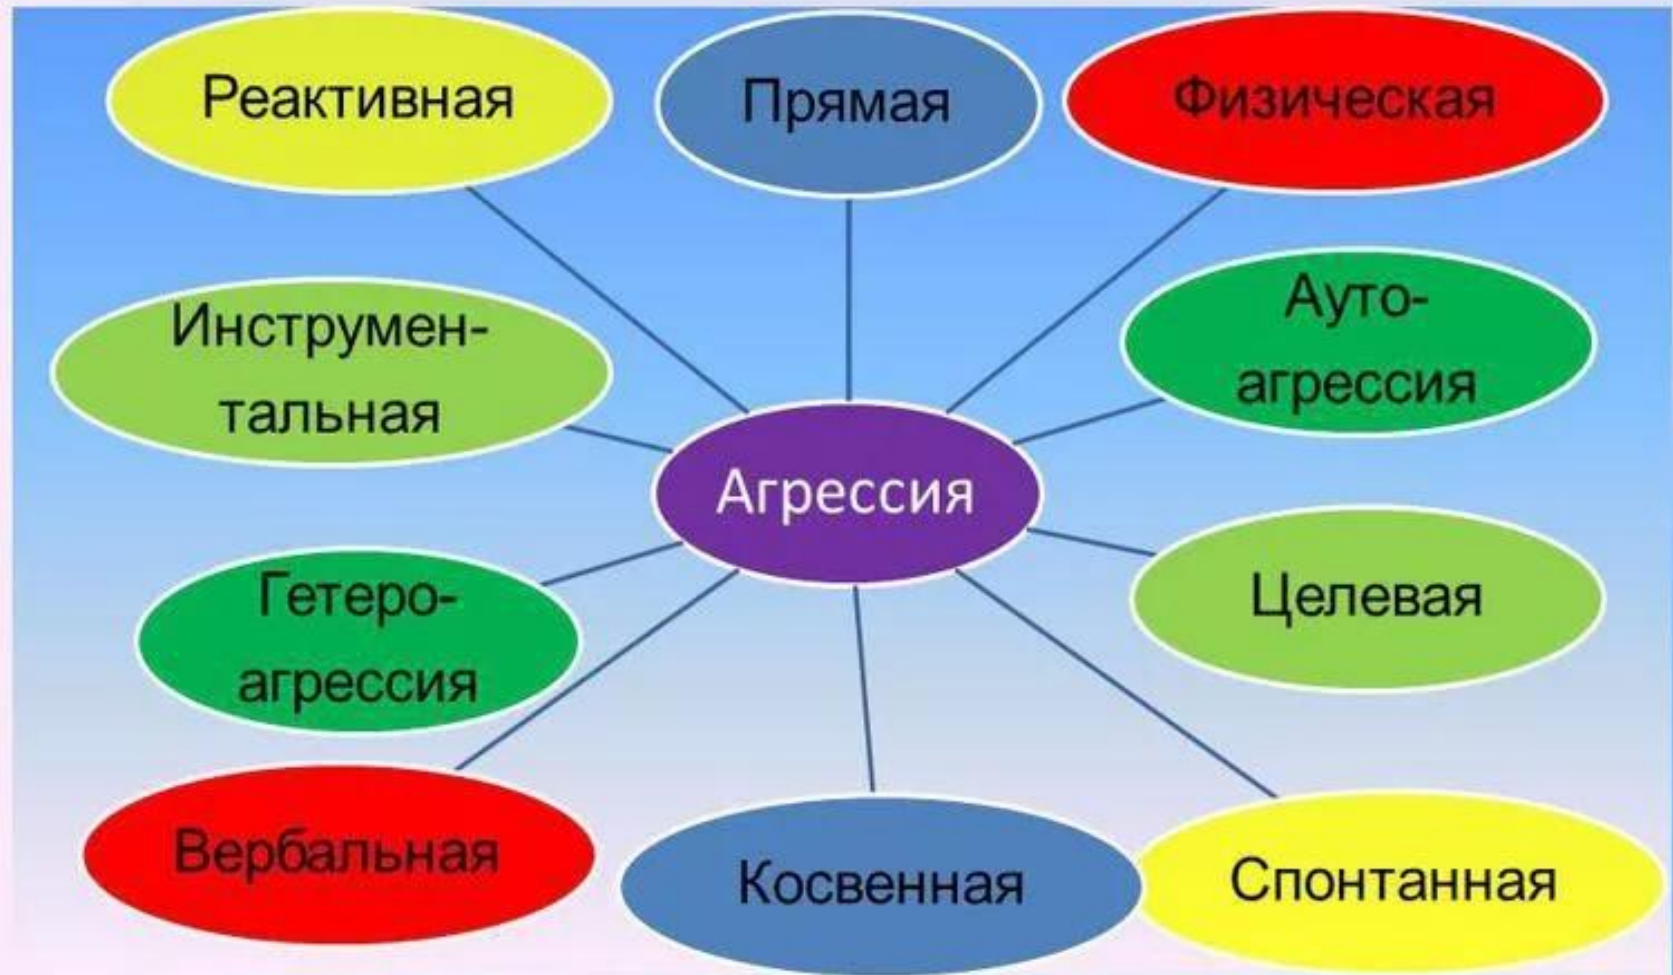 Реактивная
Прямая
Физическая
Инструмен-
тальная
Ауто-
агрессия
Агрессия
Гетеро-
агрессия
Целевая
Вербальная
Косвенная
Спонтанная